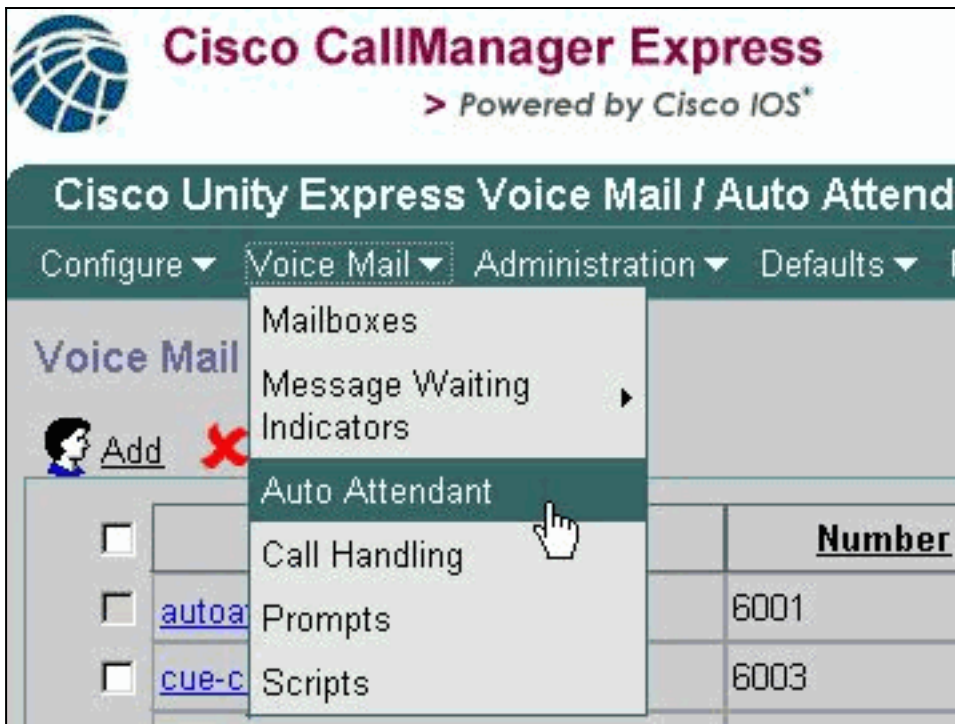 Cisco CallManager Express
> Powered by Cisco IOS*
Cisco Unity Express Voice Mail / Auto Attend
Configure Voice Mail Administration Defaults
Voice Mail
Mailboxes
Message Waiting
Indicators
Add
Auto Attendant
Call Handling
Number
Prompts
6001
Scripts
cue-c
6003